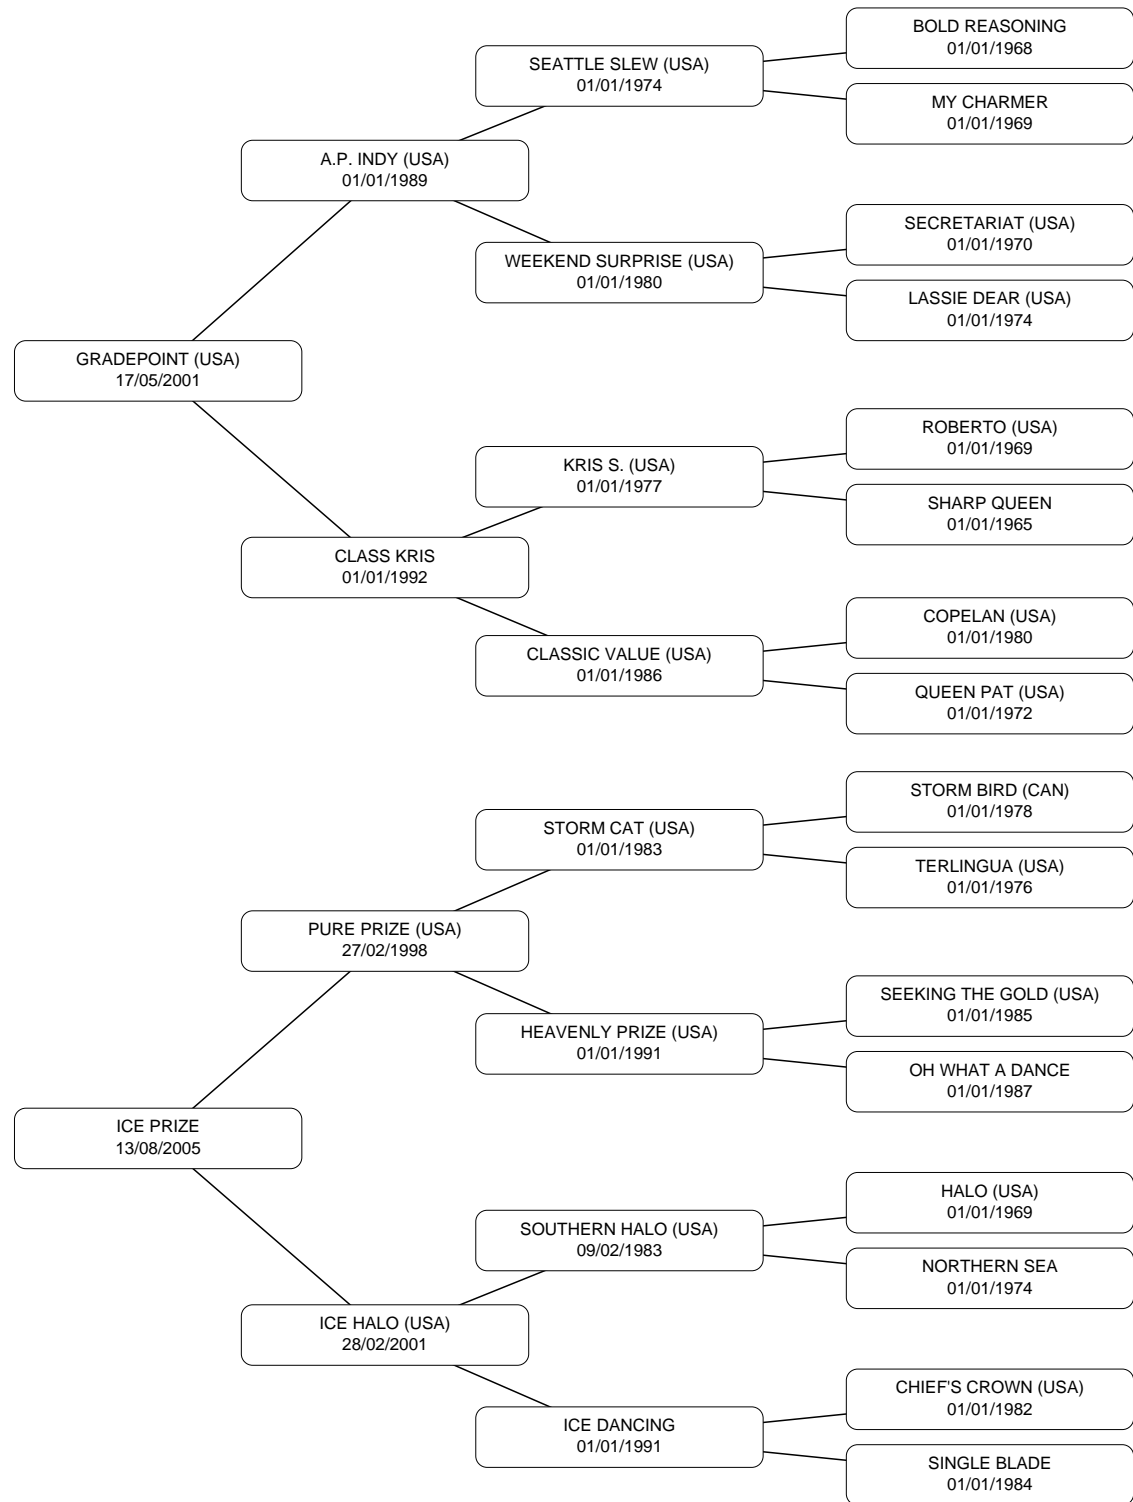 BOLD REASONING
01/01/1968
SEATTLE SLEW (USA)
01/01/1974
MY CHARMER
01/01/1969
A.P. INDY (USA)
01/01/1989
SECRETARIAT (USA)
01/01/1970
WEEKEND SURPRISE (USA)
01/01/1980
LASSIE DEAR (USA)
01/01/1974
GRADEPOINT (USA)
17/05/2001
ROBERTO (USA)
01/01/1969
KRIS S. (USA)
01/01/1977
SHARP QUEEN
01/01/1965
CLASS KRIS
01/01/1992
COPELAN (USA)
01/01/1980
CLASSIC VALUE (USA)
01/01/1986
QUEEN PAT (USA)
01/01/1972
STORM BIRD (CAN)
01/01/1978
STORM CAT (USA)
01/01/1983
TERLINGUA (USA)
01/01/1976
PURE PRIZE (USA)
27/02/1998
SEEKING THE GOLD (USA)
01/01/1985
HEAVENLY PRIZE (USA)
01/01/1991
OH WHAT A DANCE
01/01/1987
ICE PRIZE
13/08/2005
HALO (USA)
01/01/1969
SOUTHERN HALO (USA)
09/02/1983
NORTHERN SEA
01/01/1974
ICE HALO (USA)
28/02/2001
CHIEF'S CROWN (USA)
01/01/1982
ICE DANCING
01/01/1991
SINGLE BLADE
01/01/1984